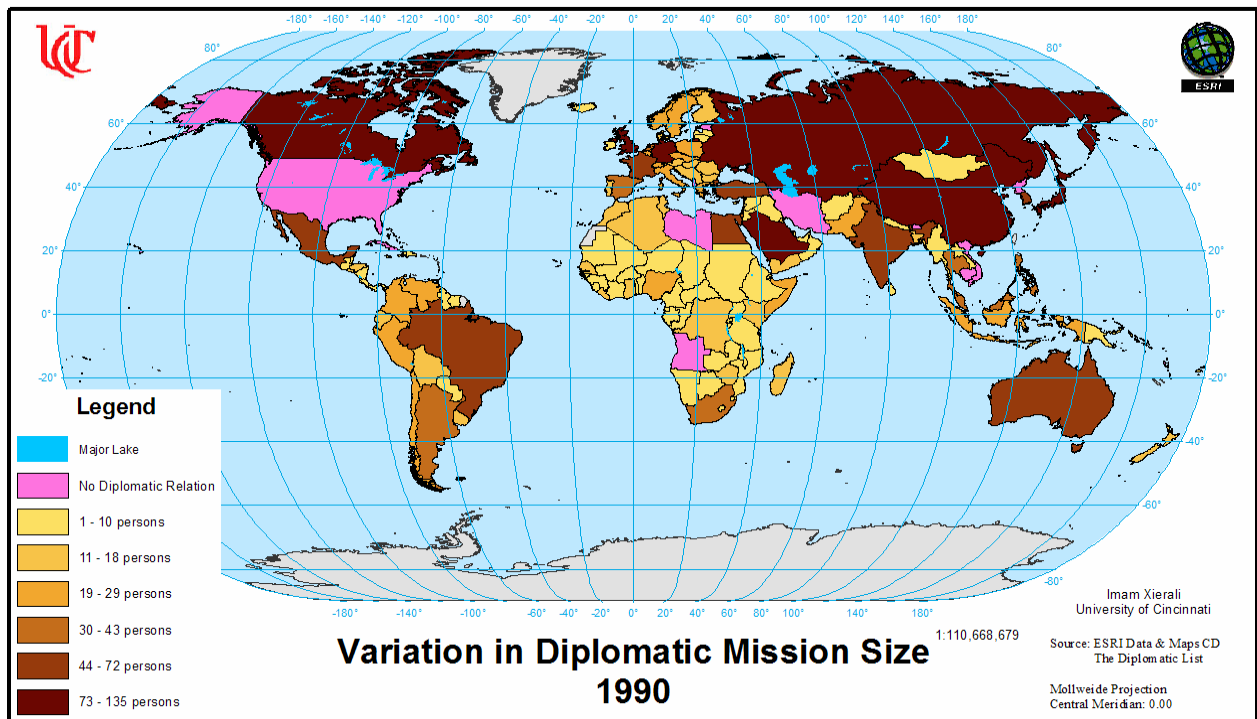 -180° -160° -140° -120° -100° -80° -60° -40° -20° 0° 20° 40° 60° 80° 100° 120° 140° 160° 180°
UC
ESRI
80° 80°
60° 60°
40° 40°
20° 20°
0° 0°
-20° -20°
-40°
-60°
-80°
Legend
Major Lake
No Diplomatic Relation
1 - 10 persons
11 - 18 persons
19 - 29 persons
30 - 43 persons
44 - 72 persons
73 - 135 persons
-180° -140° -120° -100° -60° -40° -20° 0° 20° 40° 60° 80° 100° 120° 180°
Variation in Diplomatic Mission Size
1990
1:110,668,679
Imam Xierali
University of Cincinnati
Source: ESRI Data & Maps CD
The Diplomatic List
Mollweide Projection
Central Meridian: 0.00